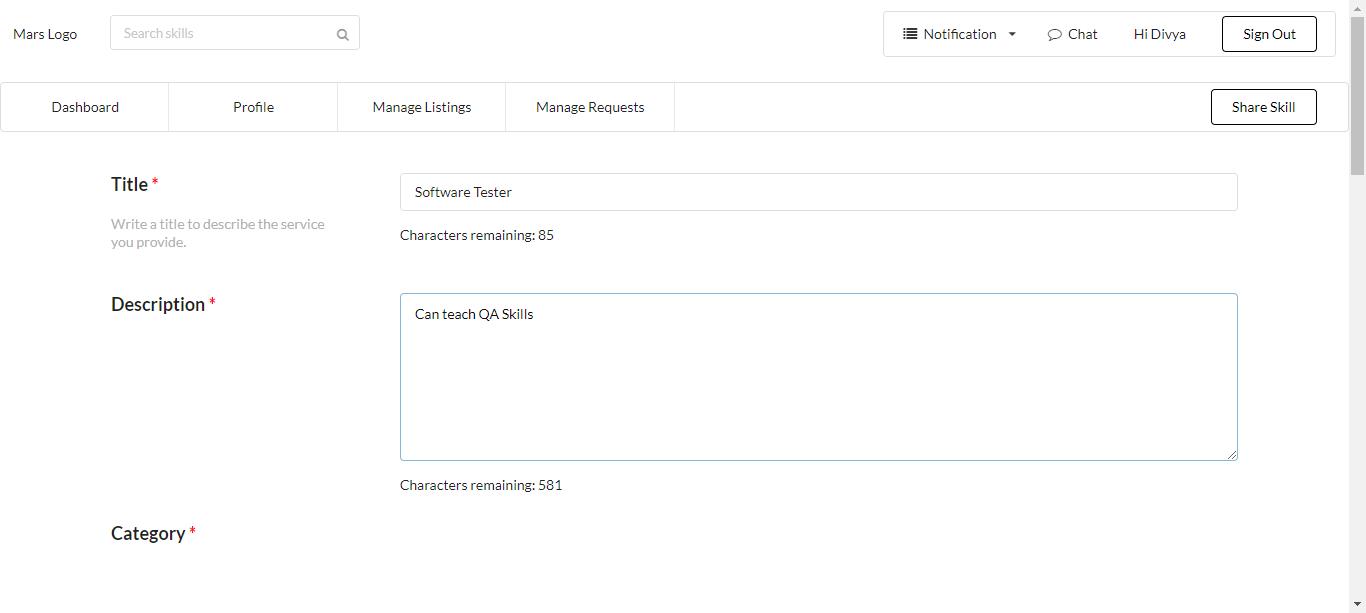 Mars Logo
Search skills
Notification
Chat
Hi Divya
Sign Out
Dashboard
Profile
Manage Listings
Manage Requests
Share Skill
Title *
Software Tester
Write a title to describe the service
you provide.
Characters remaining: 85
Description *
Can teach QA Skills
Characters remaining: 581
Category *